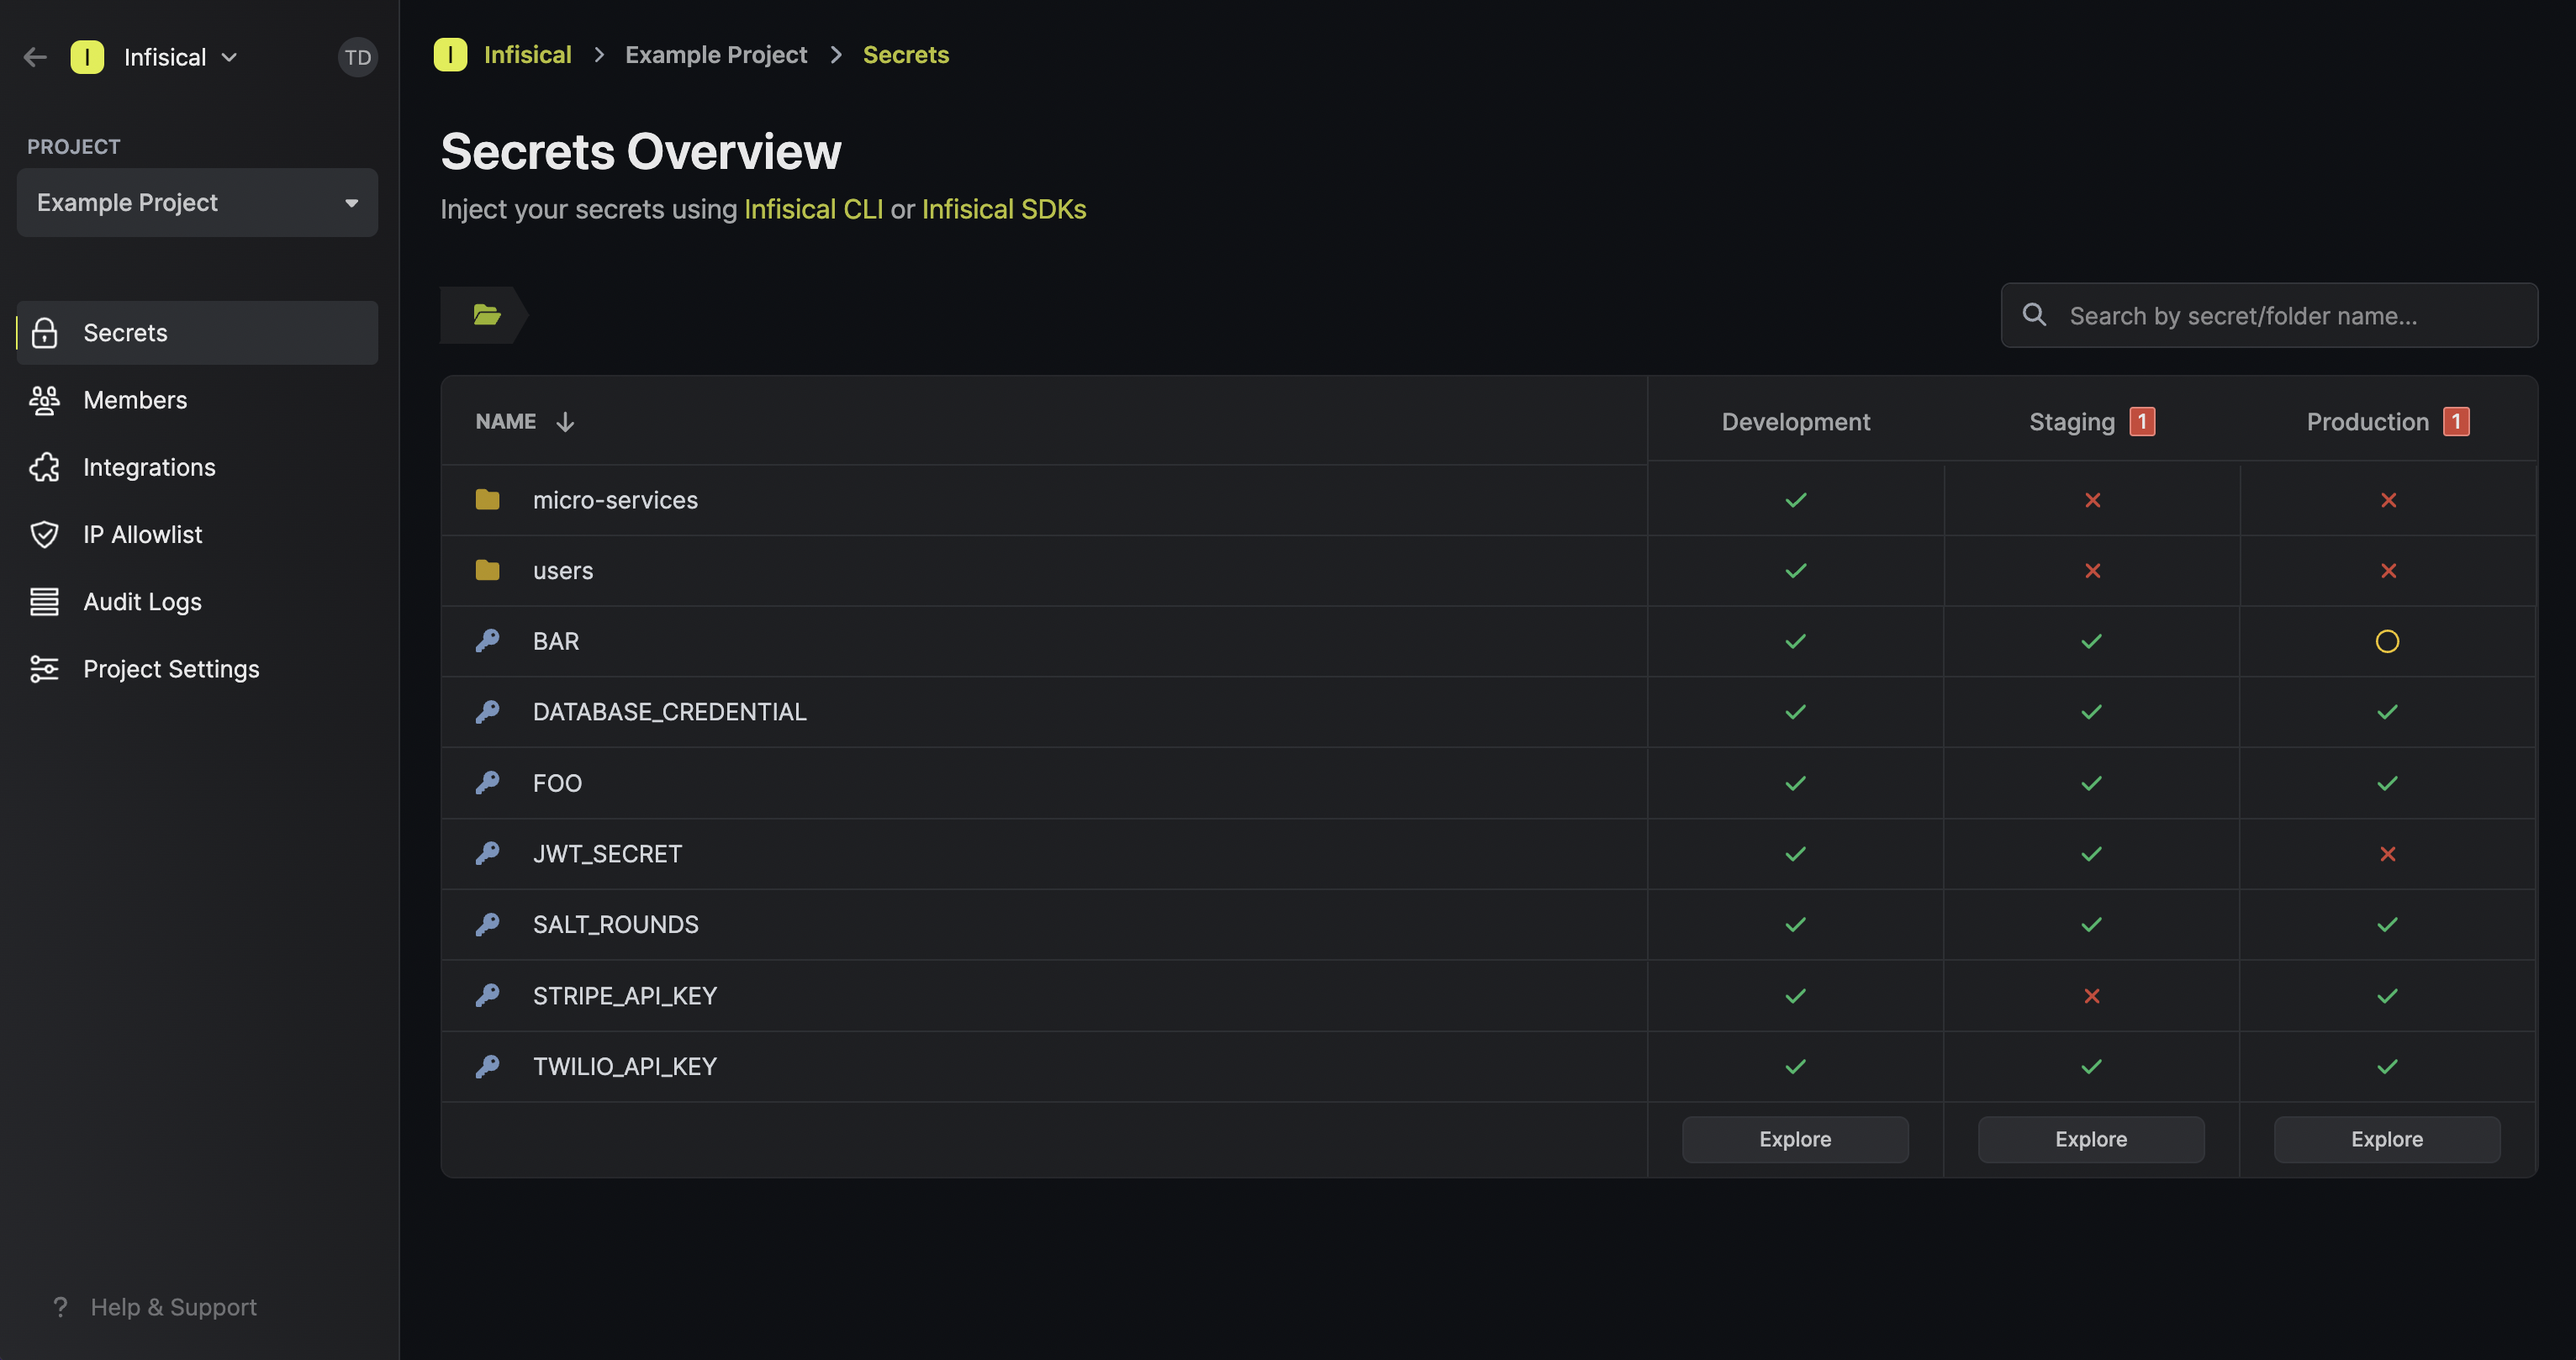 I Infisical TD
PROJECT
Example Project
Secrets
Members
Integrations
IP Allowlist
Audit Logs
Project Settings
? Help & Support
I Infisical > Example Project > Secrets
Secrets Overview
Inject your secrets using Infisical CLI or Infisical SDKs
Search by secret/folder name...
NAME Development Staging 1 Production 1
micro-services
users
BAR
DATABASE_CREDENTIAL
FOO
JWT_SECRET
SALT_ROUNDS
STRIPE_API_KEY
TWILIO_API_KEY
Explore Explore Explore